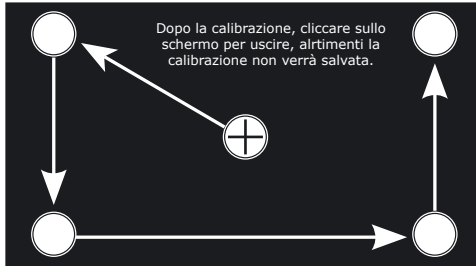 Dopo la calibrazione, cliccare sullo
schermo per uscire, alrtimenti la
calibrazione non verrà salvata.